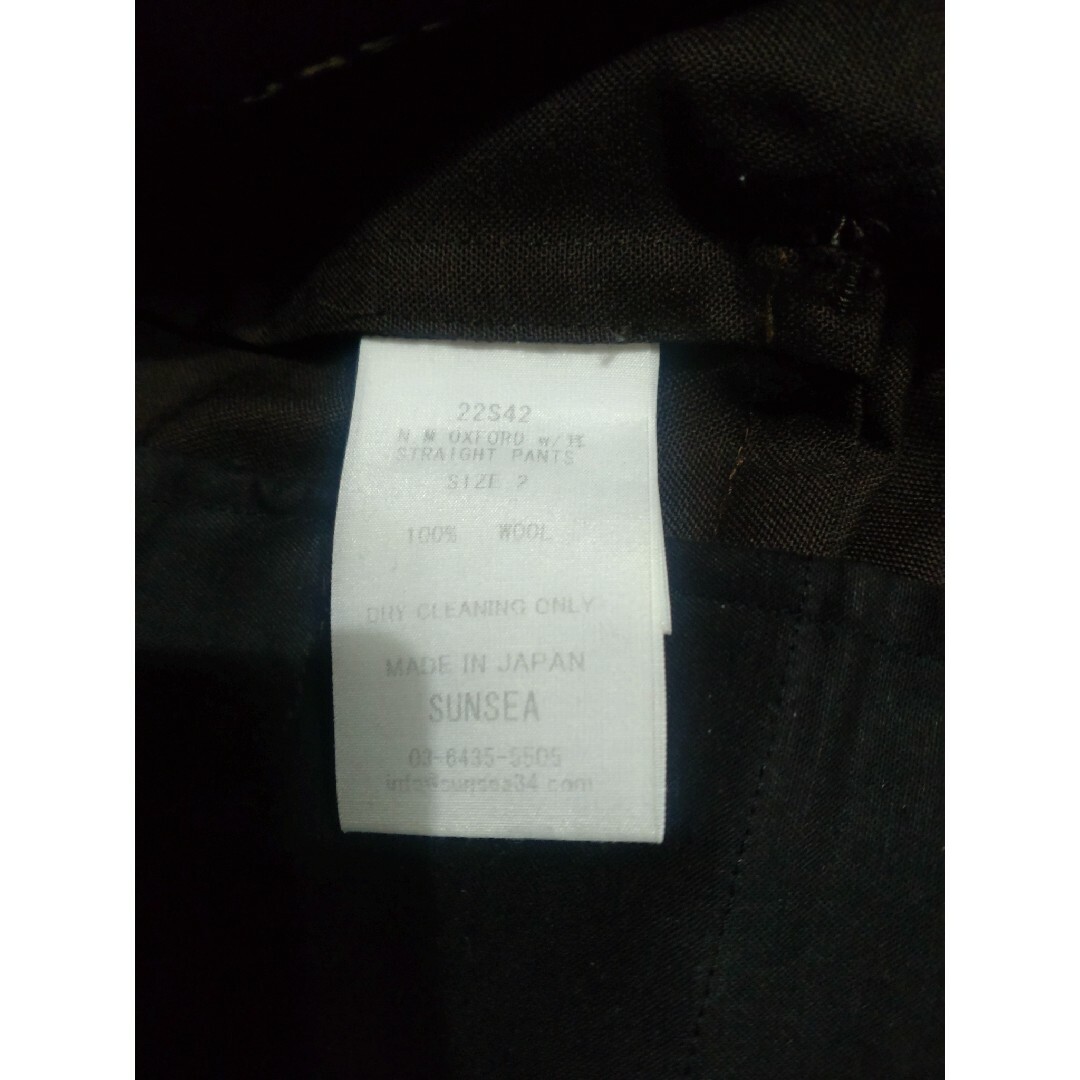 22S42
N.M OXFORD w/耳
STRAIGHT PANTS
SIZE 2
100% WOOL
DRY CLEANING ONLY
MADE IN JAPAN
SUNSEA
03-6435-5505
info@sunsea34.com